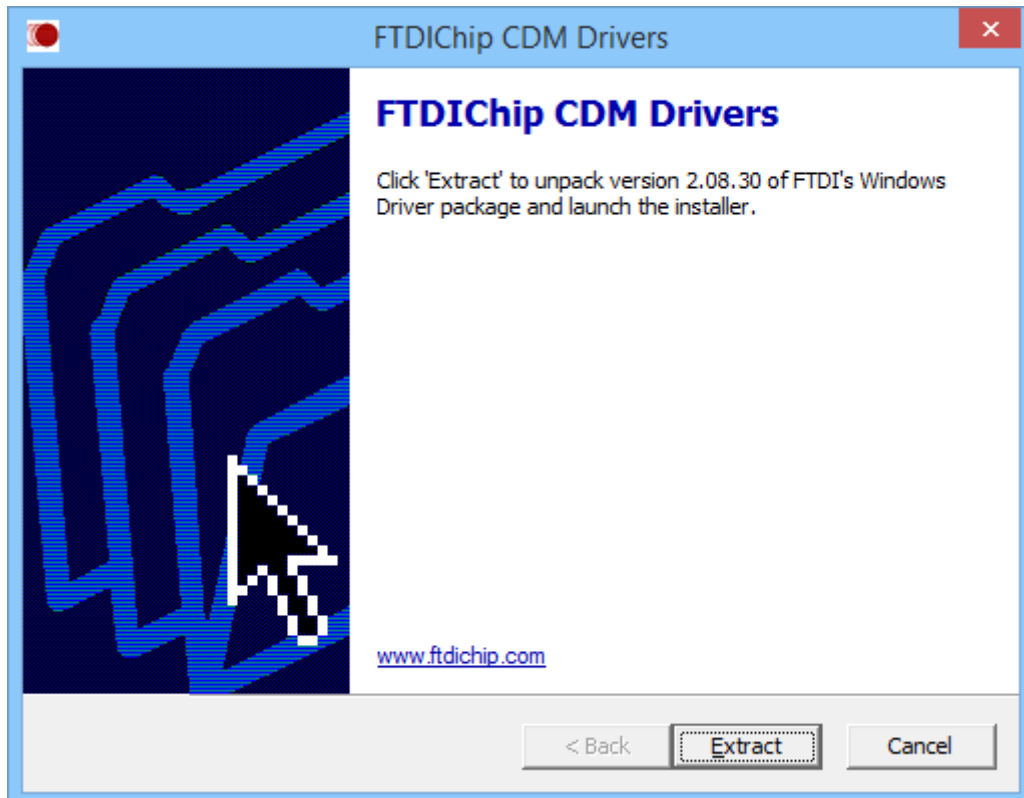 FTDIChip CDM Drivers
FTDIChip CDM Drivers
Click 'Extract' to unpack version 2.08.30 of FTDI's Windows
Driver package and launch the installer.
www.ftdichip.com
< Back
Extract
Cancel